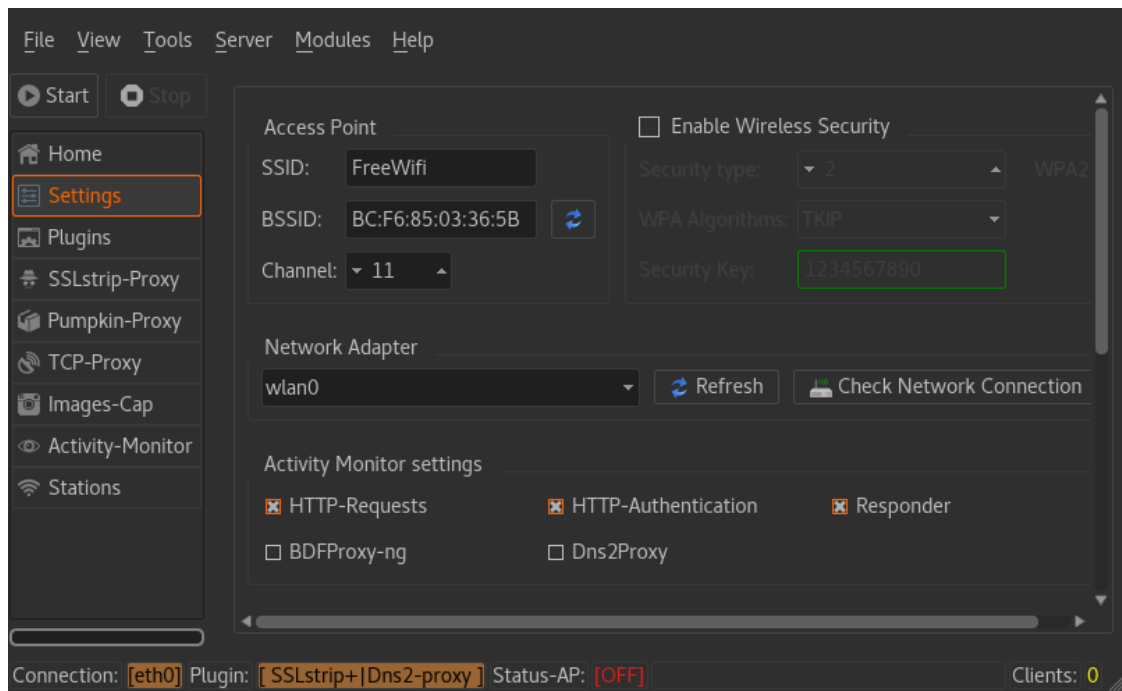 File View Tools Server Modules Help
Start Stop
Home
Settings
Plugins
SSLstrip-Proxy
Pumpkin-Proxy
TCP-Proxy
Images-Cap
Activity-Monitor
Stations
Access Point
SSID: FreeWifi
BSSID: BC:F6:85:03:36:5B
Channel: 11
Enable Wireless Security
Security type: 2 WPA2
WPA Algorithms: TKIP
Security Key: 1234567890
Network Adapter
wlan0 Refresh Check Network Connection
Activity Monitor settings
HTTP-Requests HTTP-Authentication Responder
BDFProxy-ng Dns2Proxy
Connection: [eth0] Plugin: [ SSLstrip+|Dns2-proxy ] Status-AP: [OFF] Clients: 0